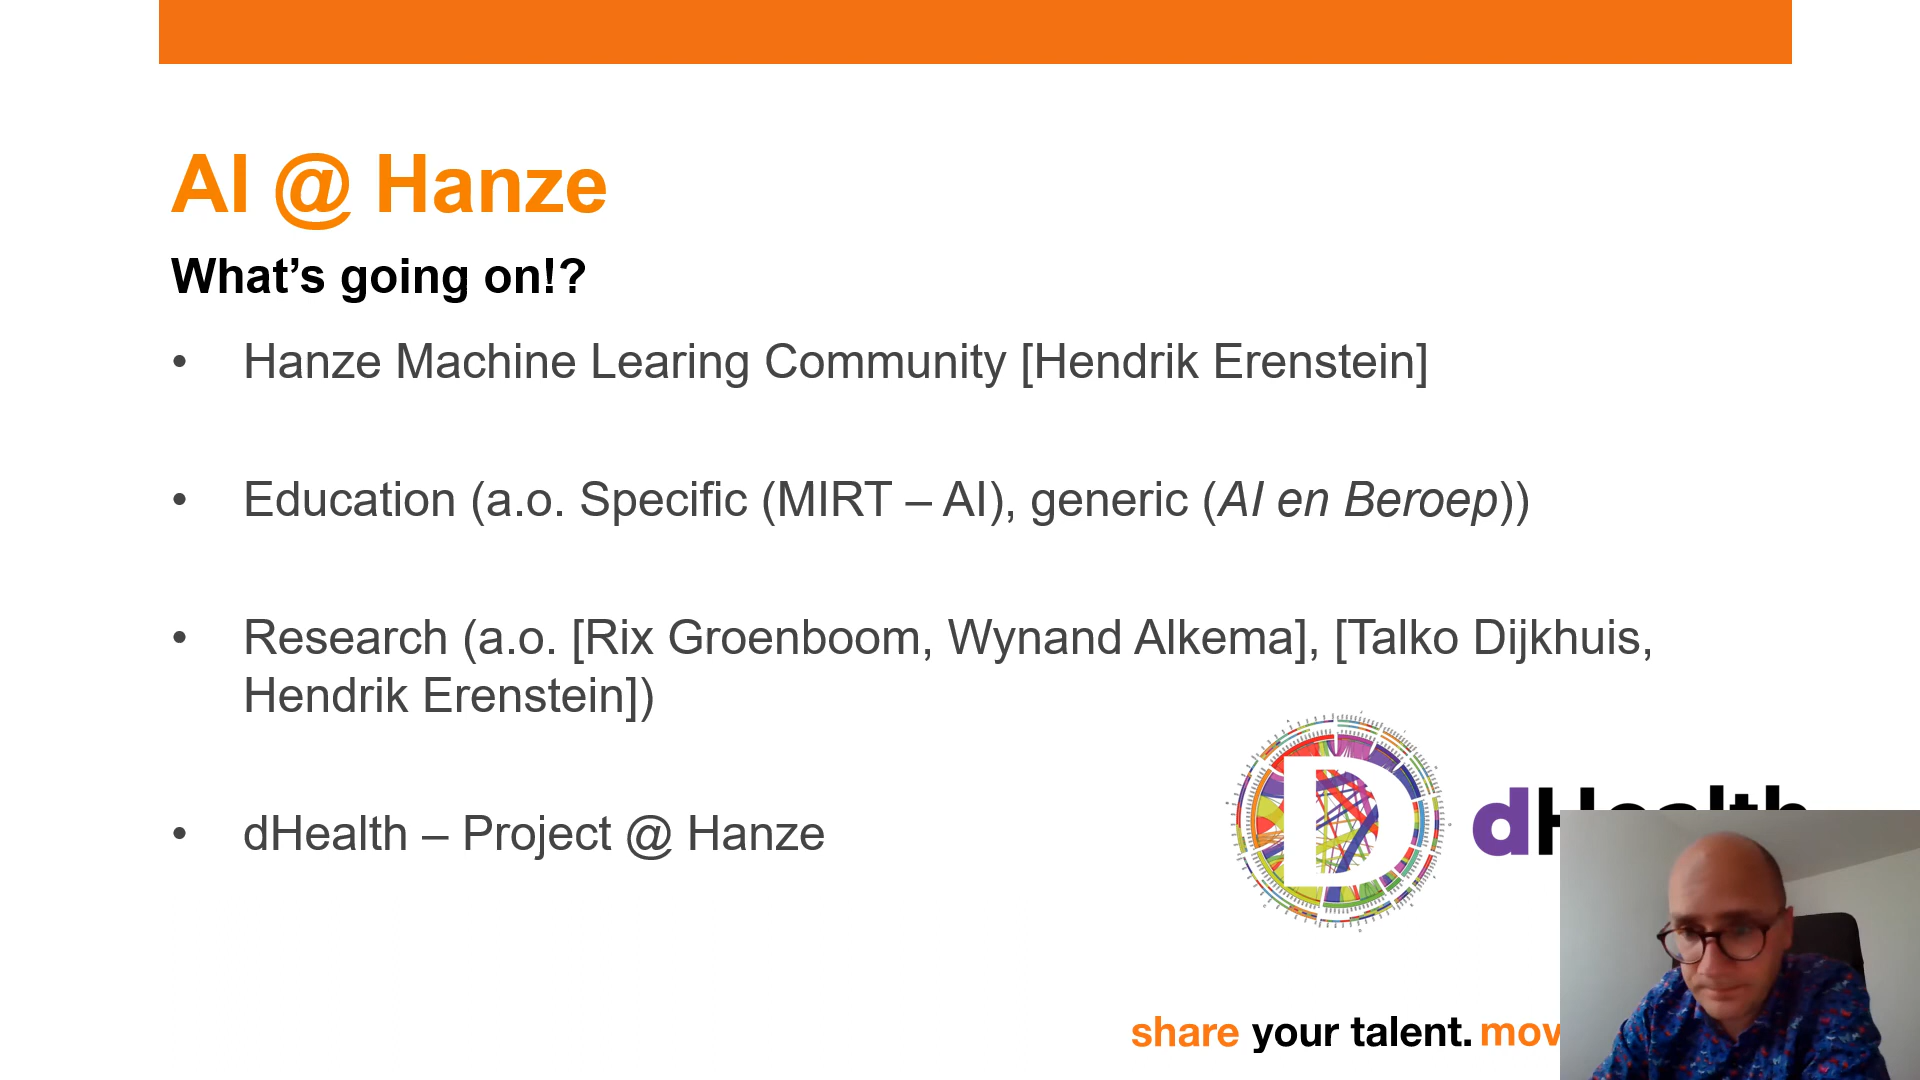 AI @ Hanze
What’s going on!?
• Hanze Machine Learing Community [Hendrik Erenstein]
• Education (a.o. Specific (MIRT – AI), generic (AI en Beroep))
• Research (a.o. [Rix Groenboom, Wynand Alkema], [Talko Dijkhuis,
Hendrik Erenstein])
D
• dHealth – Project @ Hanze
share your talent.